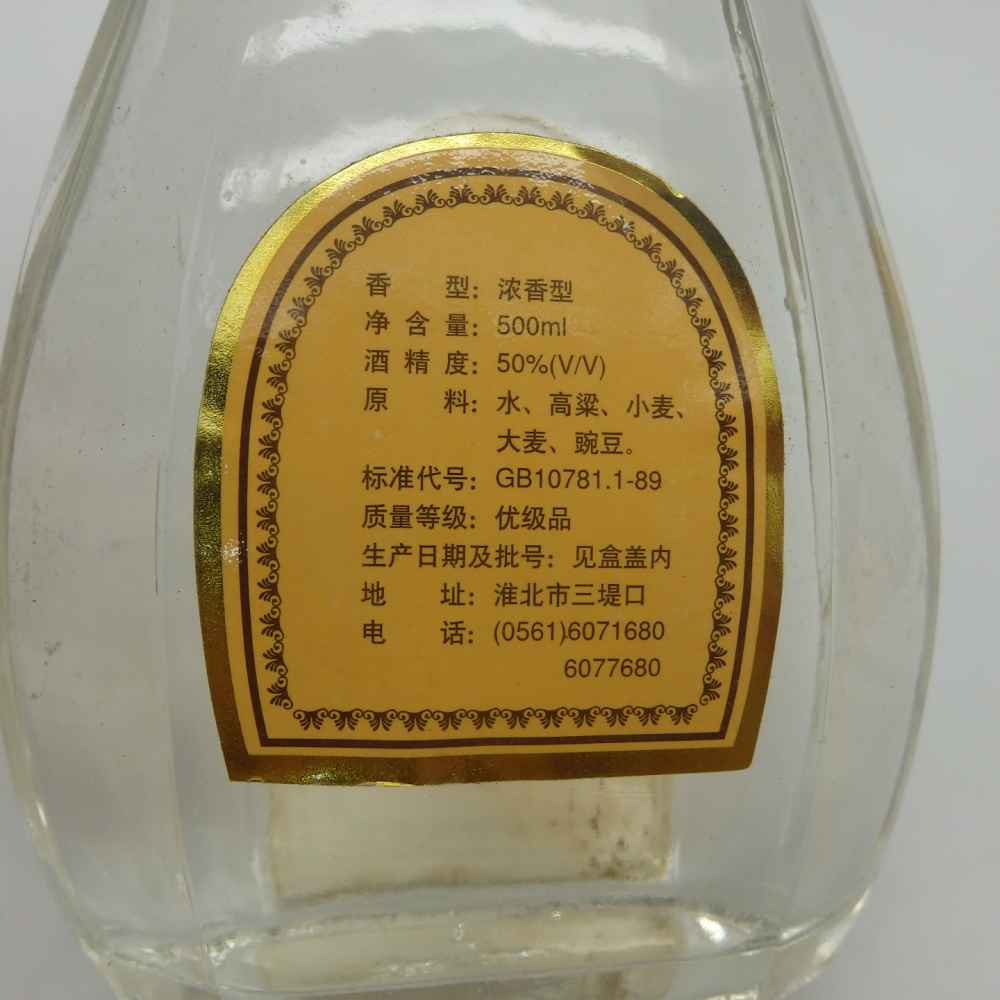 香 型：浓香型
净 含 量：500ml
酒 精 度：50%(V/V)
原 料：水、高粱、小麦、
大麦、豌豆。
标准代号：GB10781.1-89
质量等级：优级品
生产日期及批号：见盒盖内
地 址：淮北市三堤口
电 话：(0561)6071680
6077680